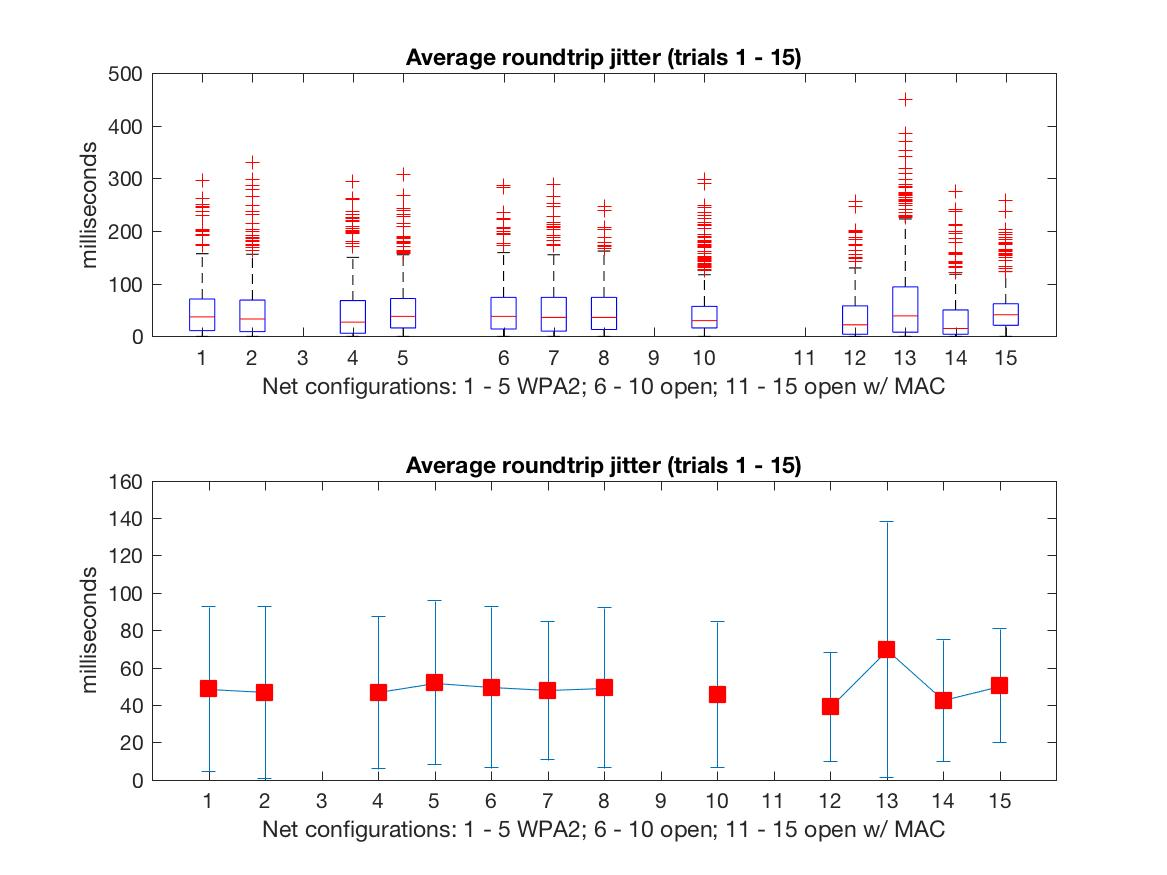 Average roundtrip jitter (trials 1 - 15)
500
400
300
200
100
0
milliseconds
1 2 3 4 5 6 7 8 9 10 11 12 13 14 15
Net configurations: 1 - 5 WPA2; 6 - 10 open; 11 - 15 open w/ MAC
Average roundtrip jitter (trials 1 - 15)
160
140
120
100
80
60
40
20
0
milliseconds
1 2 3 4 5 6 7 8 9 10 11 12 13 14 15
Net configurations: 1 - 5 WPA2; 6 - 10 open; 11 - 15 open w/ MAC